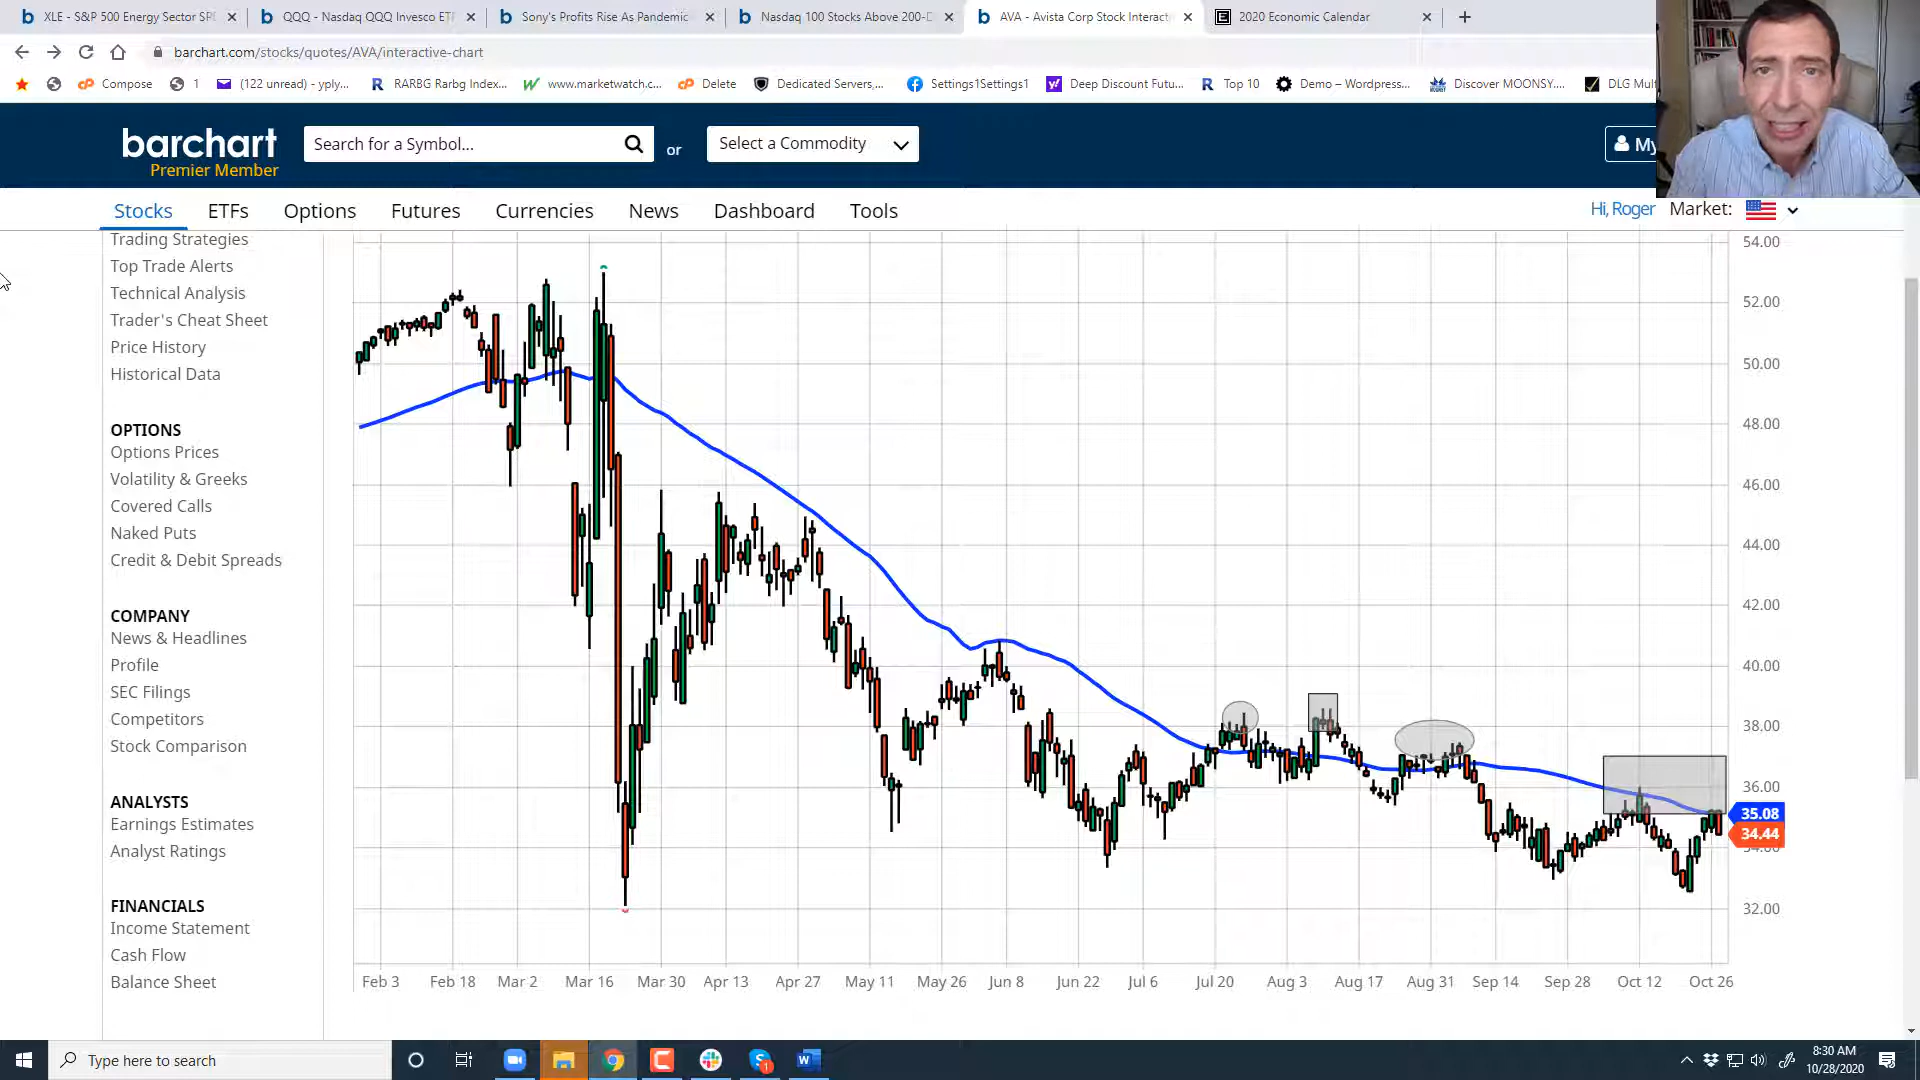 XLE - S&P 500 Energy Sector SPD
QQQ - Nasdaq QQQ Invesco ETF
Sony's Profits Rise As Pandemic
Nasdaq 100 Stocks Above 200-D
AVA - Avista Corp Stock Interact
2020 Economic Calendar
barchart.com/stocks/quotes/AVA/interactive-chart
Compose
1
(122 unread) - yply...
RARBG Rarbg Index...
www.marketwatch.c...
Delete
Dedicated Servers,...
Settings1Settings1
Deep Discount Futu...
Top 10
Demo – Wordpress...
Discover MOONSY....
DLG Mult
barchart
Premier Member
Search for a Symbol...
or
Select a Commodity
My
Stocks
ETFs
Options
Futures
Currencies
News
Dashboard
Tools
Hi, Roger
Market:
Trading Strategies
Top Trade Alerts
Technical Analysis
Trader's Cheat Sheet
Price History
Historical Data
OPTIONS
Options Prices
Volatility & Greeks
Covered Calls
Naked Puts
Credit & Debit Spreads
COMPANY
News & Headlines
Profile
SEC Filings
Competitors
Stock Comparison
ANALYSTS
Earnings Estimates
Analyst Ratings
FINANCIALS
Income Statement
Cash Flow
Balance Sheet
54.00
52.00
50.00
48.00
46.00
44.00
42.00
40.00
38.00
36.00
35.08
34.44
34.00
32.00
Feb 3
Feb 18
Mar 2
Mar 16
Mar 30
Apr 13
Apr 27
May 11
May 26
Jun 8
Jun 22
Jul 6
Jul 20
Aug 3
Aug 17
Aug 31
Sep 14
Sep 28
Oct 12
Oct 26
Type here to search
8:30 AM
10/28/2020